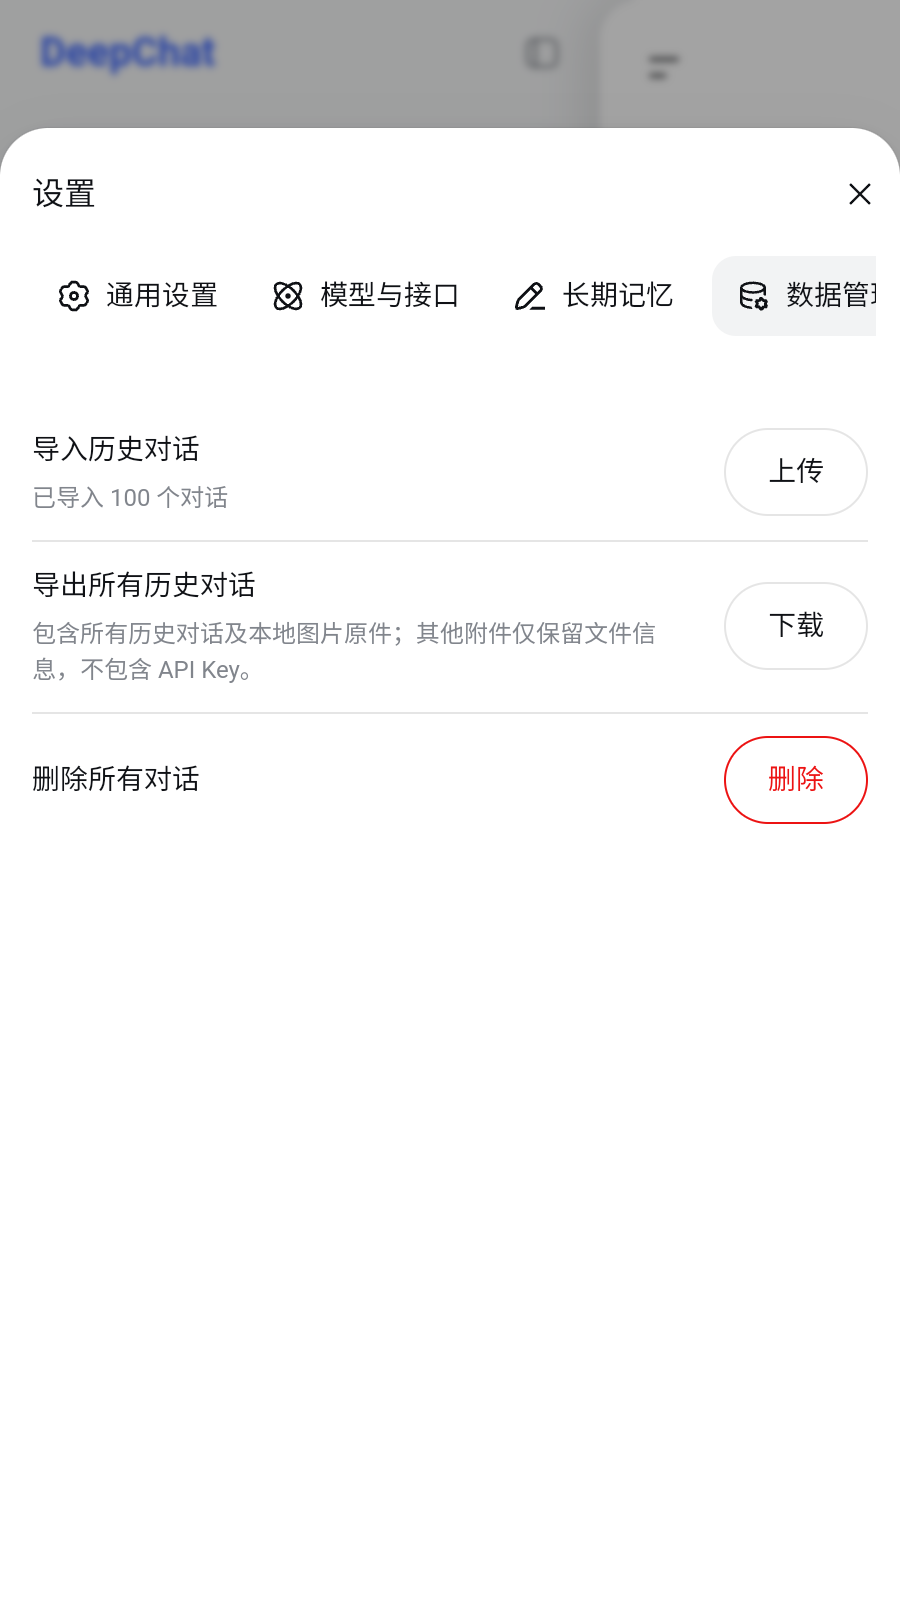 DeepChat
设置
通用设置
模型与接口
长期记忆
数据管
导入历史对话
已导入 100 个对话
上传
导出所有历史对话
包含所有历史对话及本地图片原件；其他附件仅保留文件信
息，不包含 API Key。
下载
删除所有对话
删除